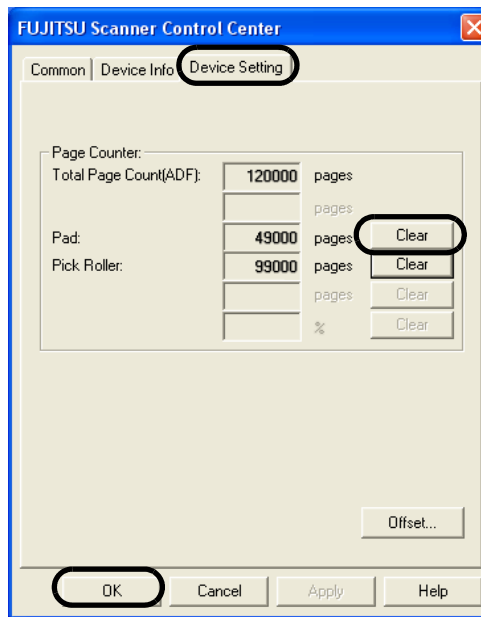 FUJITSU Scanner Control Center
Common Device Info Device Setting
Page Counter:
Total Page Count(ADF): 120000 pages
pages
Pad: 49000 pages Clear
Pick Roller: 99000 pages Clear
pages Clear
% Clear
Offset...
OK Cancel Apply Help